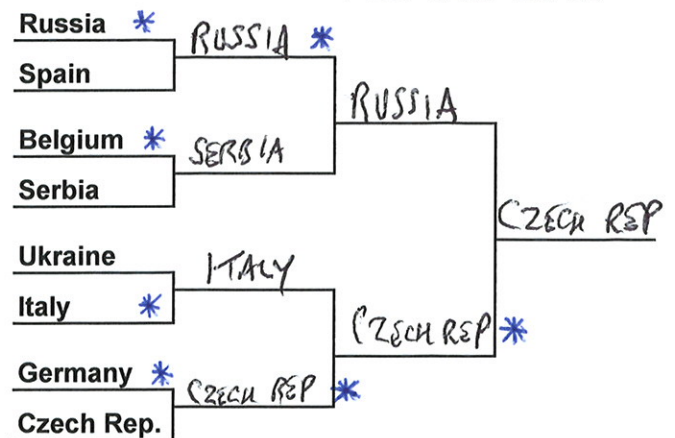 Russia *
RUSSIA *
Spain
RUSSIA
Belgium *
SERBIA
Serbia
CZECH REP
Ukraine
ITALY
Italy *
CZECH REP *
Germany *
CZECH REP *
Czech Rep.